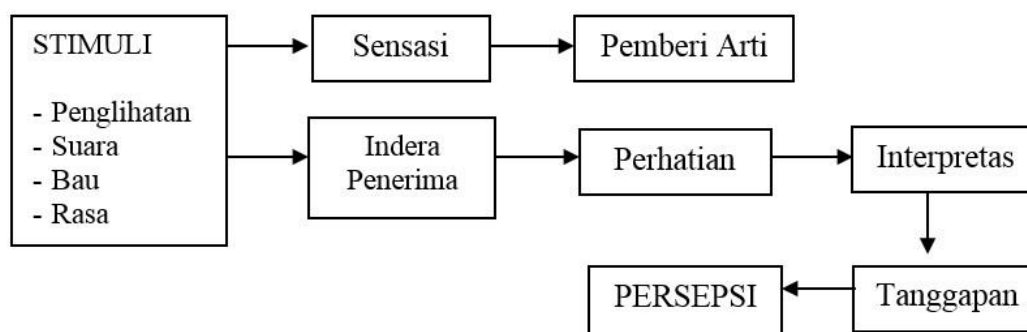 STIMULI
- Penglihatan
- Suara
- Bau
- Rasa
Sensasi
Pemberi Arti
Indera
Penerima
Perhatian
Interpretas
Tanggapan
PERSEPSI